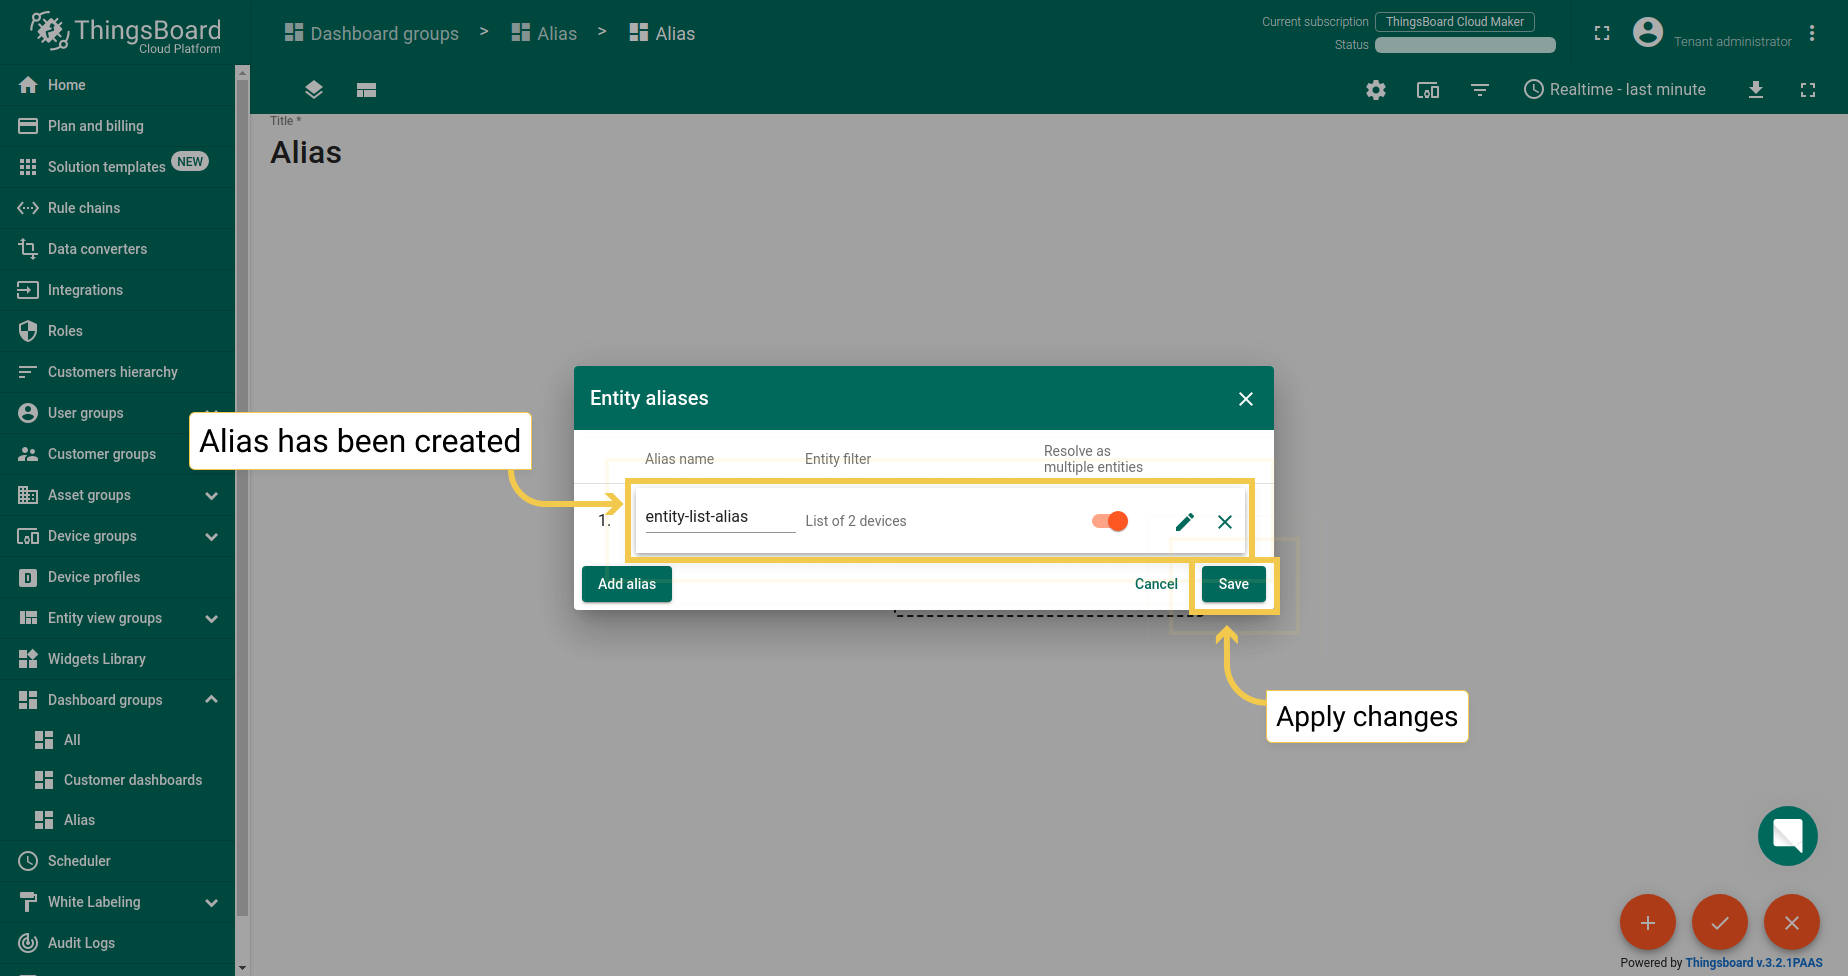 ThingsBoard
Cloud Platform
Dashboard groups > Alias > Alias
Current subscription ThingsBoard Cloud Maker
Status
Tenant administrator
Home
Plan and billing
Solution templates NEW
Rule chains
Data converters
Integrations
Roles
Customers hierarchy
User groups
Customer groups
Asset groups
Device groups
Device profiles
Entity view groups
Widgets Library
Dashboard groups
All
Customer dashboards
Alias
Scheduler
White Labeling
Audit Logs
Realtime - last minute
Title *
Alias
Entity aliases
Alias has been created
Alias name Entity filter Resolve as
multiple entities
1. entity-list-alias List of 2 devices
Add alias Cancel Save
Apply changes
Powered by Thingsboard v.3.2.1PAAS